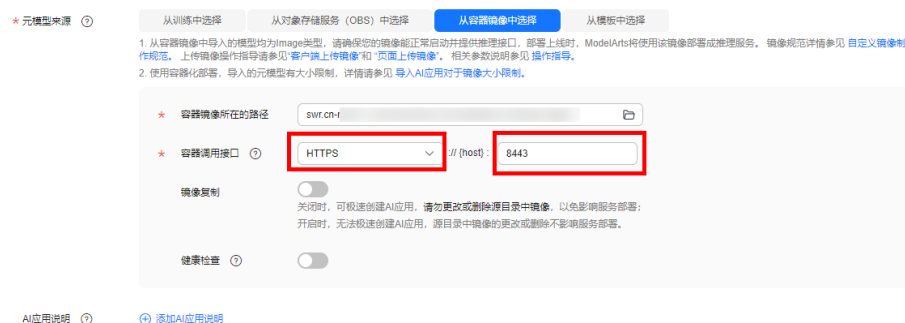 * 元模型来源 ? 从训练中选择 从对象存储服务（OBS）中选择 从容器镜像中选择 从模板中选择
1. 从容器镜像中导入的模型均为Image类型，请确保您的镜像能正常启动并提供推理接口，部署上线时，ModelArts将使用该镜像部署成推理服务。 镜像规范详情参见 自定义镜像制
作规范。 上传镜像操作指导请参见“客户端上传镜像”和 “页面上传镜像”。 相关参数说明参见 操作指导。
2. 使用容器化部署，导入的元模型有大小限制，详情请参见 导入AI应用对于镜像大小限制。
* 容器镜像所在的路径 swr.cn-
* 容器调用接口 ? HTTPS :// {host} : 8443
镜像复制
关闭时，可极速创建AI应用，请勿更改或删除源目录中镜像，以免影响服务部署；
开启时，无法极速创建AI应用，源目录中镜像的更改或删除不影响服务部署。
健康检查 ?
AI应用说明 ? 添加AI应用说明